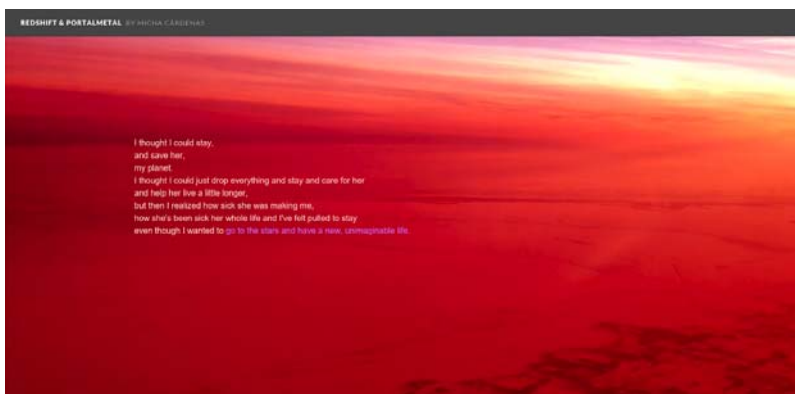 REDSHIFT & PORTALMETAL BY MICHA CÁRDENAS
I thought I could stay,
and save her,
my planet.
I thought I could just drop everything and stay and care for her
and help her live a little longer,
but then I realized how sick she was making me,
how she's been sick her whole life and I've felt pulled to stay
even though I wanted to go to the stars and have a new, unimaginable life.